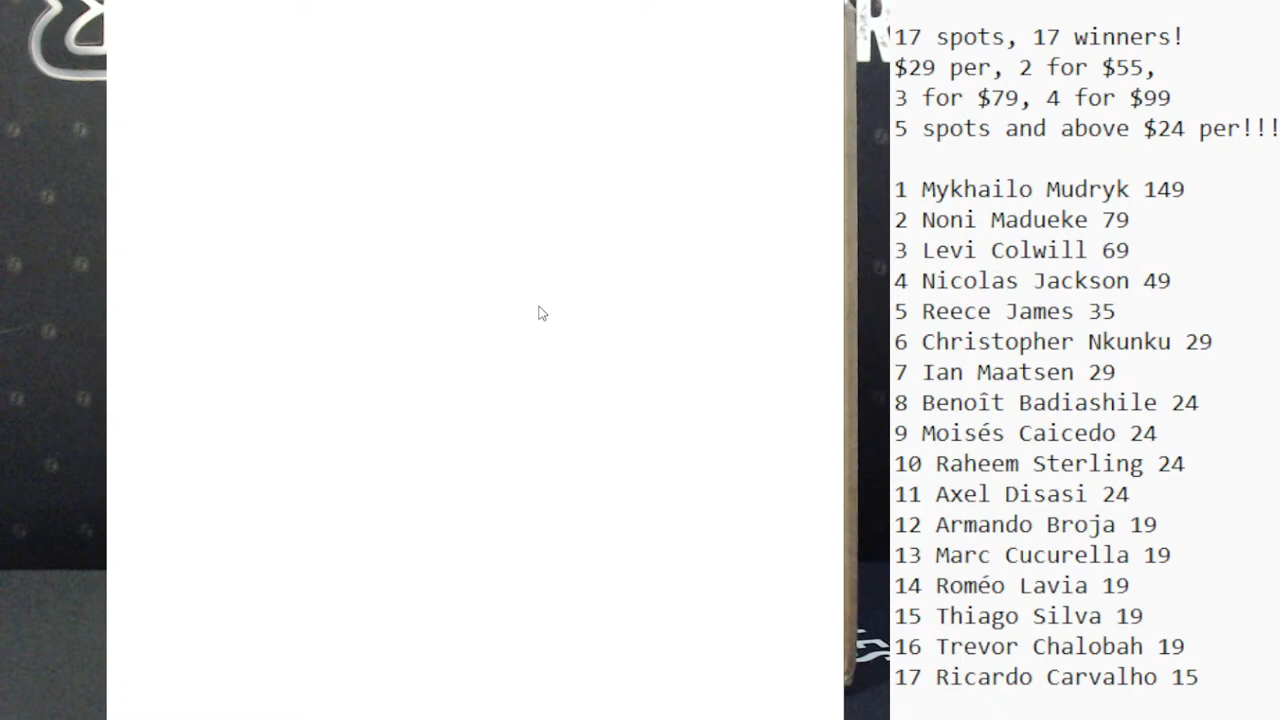 17 spots, 17 winners!
$29 per, 2 for $55,
3 for $79, 4 for $99
5 spots and above $24 per!!!
1 Mykhailo Mudryk 149
2 Noni Madueke 79
3 Levi Colwill 69
4 Nicolas Jackson 49
5 Reece James 35
6 Christopher Nkunku 29
7 Ian Maatsen 29
8 Benoît Badiashile 24
9 Moisés Caicedo 24
10 Raheem Sterling 24
11 Axel Disasi 24
12 Armando Broja 19
13 Marc Cucurella 19
14 Roméo Lavia 19
15 Thiago Silva 19
16 Trevor Chalobah 19
17 Ricardo Carvalho 15